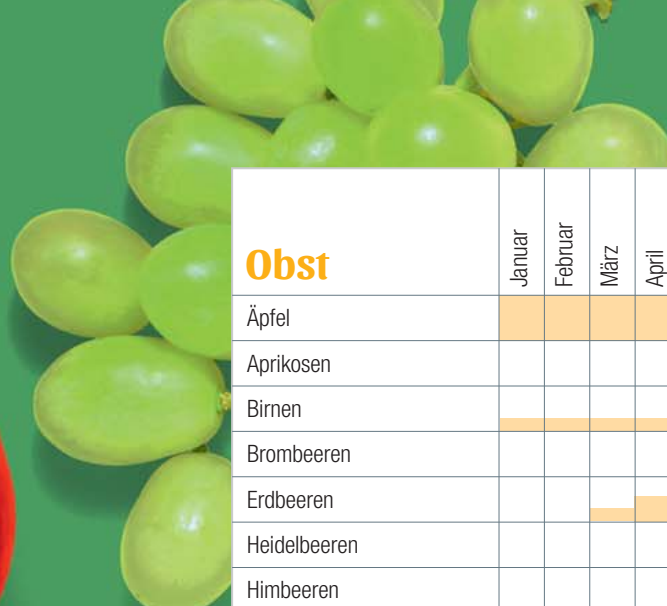 Obst
Januar
Februar
März
April
Äpfel
Aprikosen
Birnen
Brombeeren
Erdbeeren
Heidelbeeren
Himbeeren